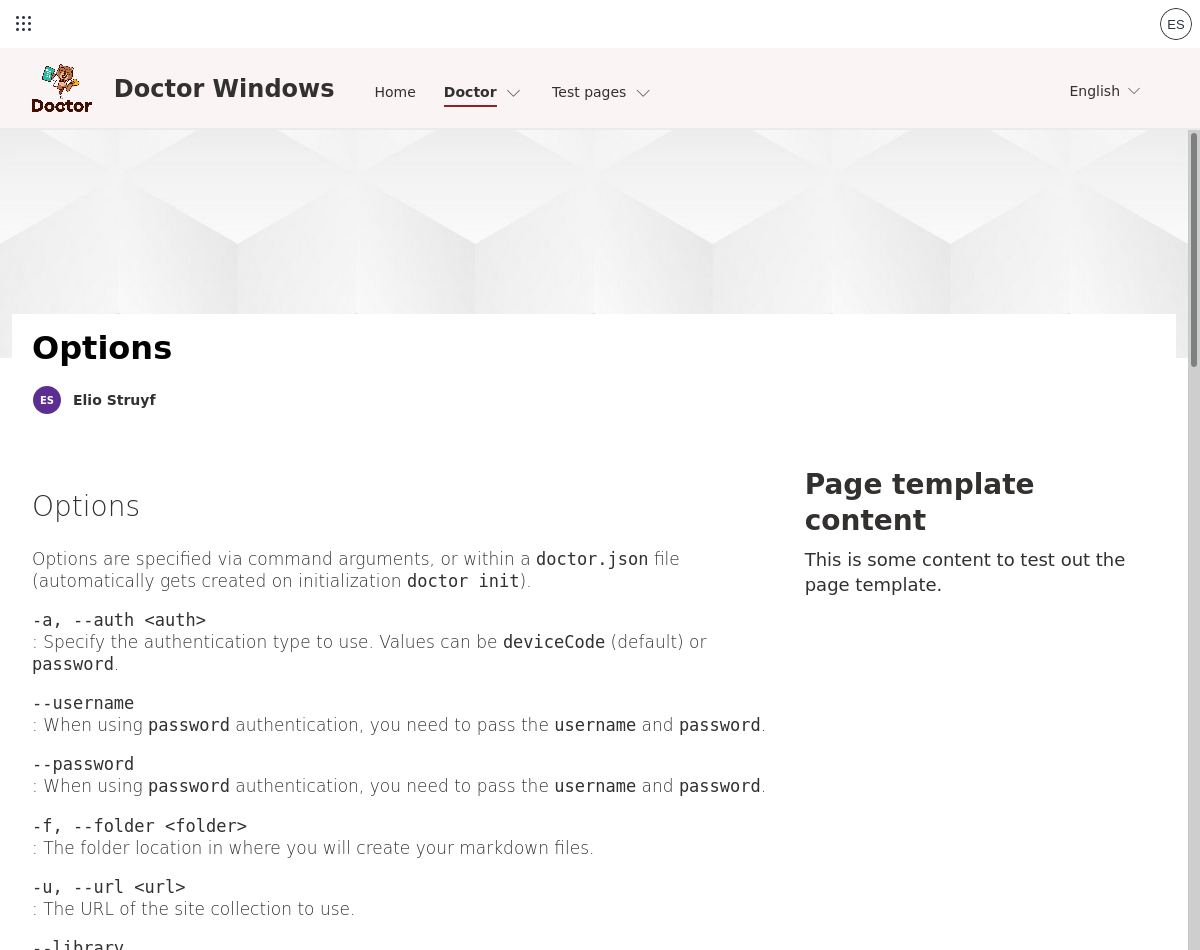 ES
Doctor
Doctor Windows
Home
Doctor
Test pages
English
Options
ES
Elio Struyf
Options
Options are specified via command arguments, or within a doctor.json file
(automatically gets created on initialization doctor init).
-a, --auth <auth>
: Specify the authentication type to use. Values can be deviceCode (default) or
password.
--username
: When using password authentication, you need to pass the username and password.
--password
: When using password authentication, you need to pass the username and password.
-f, --folder <folder>
: The folder location in where you will create your markdown files.
-u, --url <url>
: The URL of the site collection to use.
--library
Page template
content
This is some content to test out the
page template.